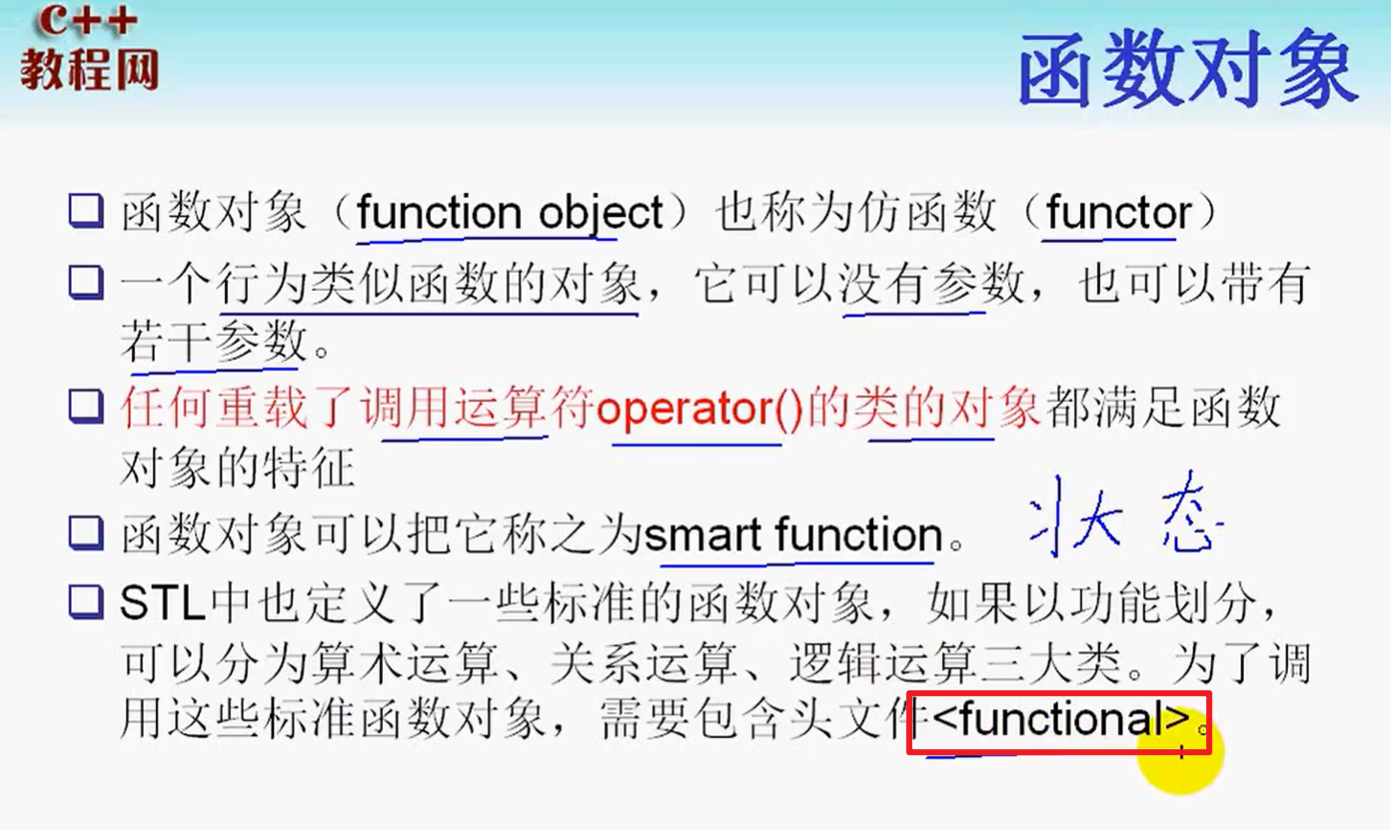 C++
教程网
函数对象
函数对象（function object）也称为仿函数（functor）
一个行为类似函数的对象，它可以没有参数，也可以带有
若干参数。
任何重载了调用运算符operator()的类的对象都满足函数
对象的特征
函数对象可以把它称之为smart function。
状态
STL中也定义了一些标准的函数对象，如果以功能划分，
可以分为算术运算、关系运算、逻辑运算三大类。为了调
用这些标准函数对象，需要包含头文件<functional>。